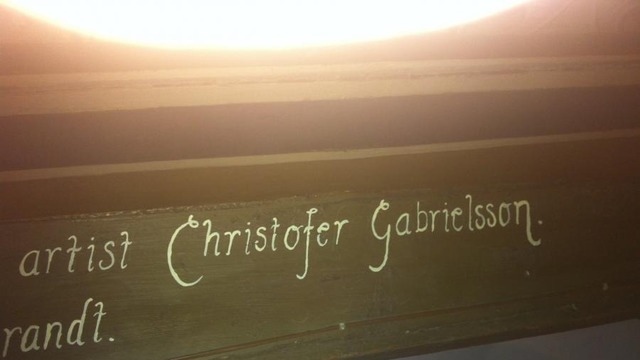 artist Christofer Gabrielsson.
randt.